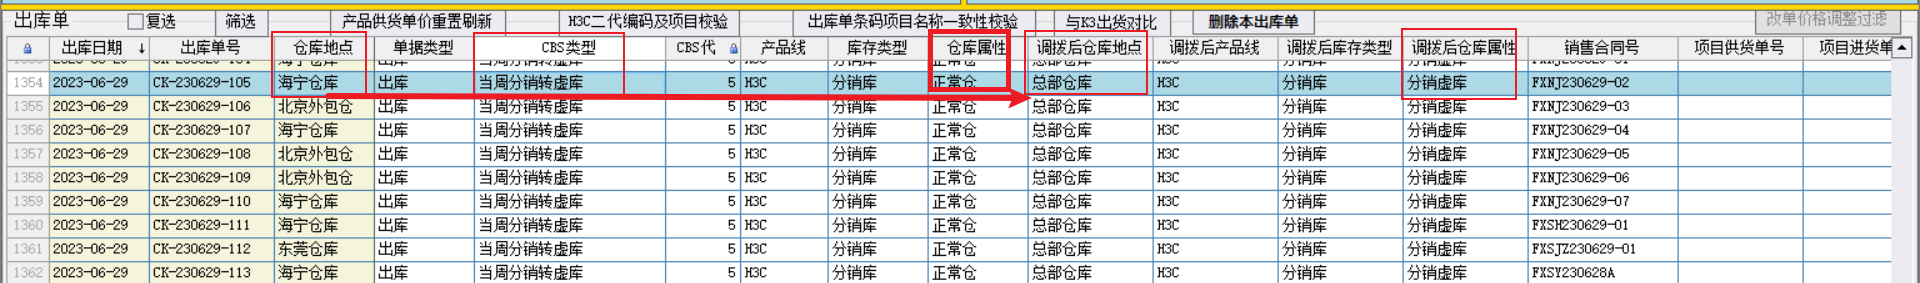 出库单 复选 筛选 产品供货单价重置刷新 H3C二代编码及项目校验 出库单条码项目名称一致性校验 与K3出货对比 删除本出库单 改单价格调整过滤
出库日期 ↓ 出库单号 仓库地点 单据类型 CBS类型 CBS代 产品线 库存类型 仓库属性 调拨后仓库地点 调拨后产品线 调拨后库存类型 调拨后仓库属性 销售合同号 项目供货单号 项目进货单
1354 2023-06-29 CK-230629-105 海宁仓库 出库 当周分销转虚库 5 H3C 分销库 正常仓 总部仓库 H3C 分销库 分销虚库 FXNJ230629-02
1355 2023-06-29 CK-230629-106 北京外包仓 出库 当周分销转虚库 5 H3C 分销库 正常仓 总部仓库 H3C 分销库 分销虚库 FXNJ230629-03
1356 2023-06-29 CK-230629-107 海宁仓库 出库 当周分销转虚库 5 H3C 分销库 正常仓 总部仓库 H3C 分销库 分销虚库 FXNJ230629-04
1357 2023-06-29 CK-230629-108 北京外包仓 出库 当周分销转虚库 5 H3C 分销库 正常仓 总部仓库 H3C 分销库 分销虚库 FXNJ230629-05
1358 2023-06-29 CK-230629-109 北京外包仓 出库 当周分销转虚库 5 H3C 分销库 正常仓 总部仓库 H3C 分销库 分销虚库 FXNJ230629-06
1359 2023-06-29 CK-230629-110 海宁仓库 出库 当周分销转虚库 5 H3C 分销库 正常仓 总部仓库 H3C 分销库 分销虚库 FXNJ230629-07
1360 2023-06-29 CK-230629-111 海宁仓库 出库 当周分销转虚库 5 H3C 分销库 正常仓 总部仓库 H3C 分销库 分销虚库 FXSH230629-01
1361 2023-06-29 CK-230629-112 东莞仓库 出库 当周分销转虚库 5 H3C 分销库 正常仓 总部仓库 H3C 分销库 分销虚库 FXSJTZ230629-01
1362 2023-06-29 CK-230629-113 海宁仓库 出库 当周分销转虚库 5 H3C 分销库 正常仓 总部仓库 H3C 分销库 分销虚库 FXSY230628A